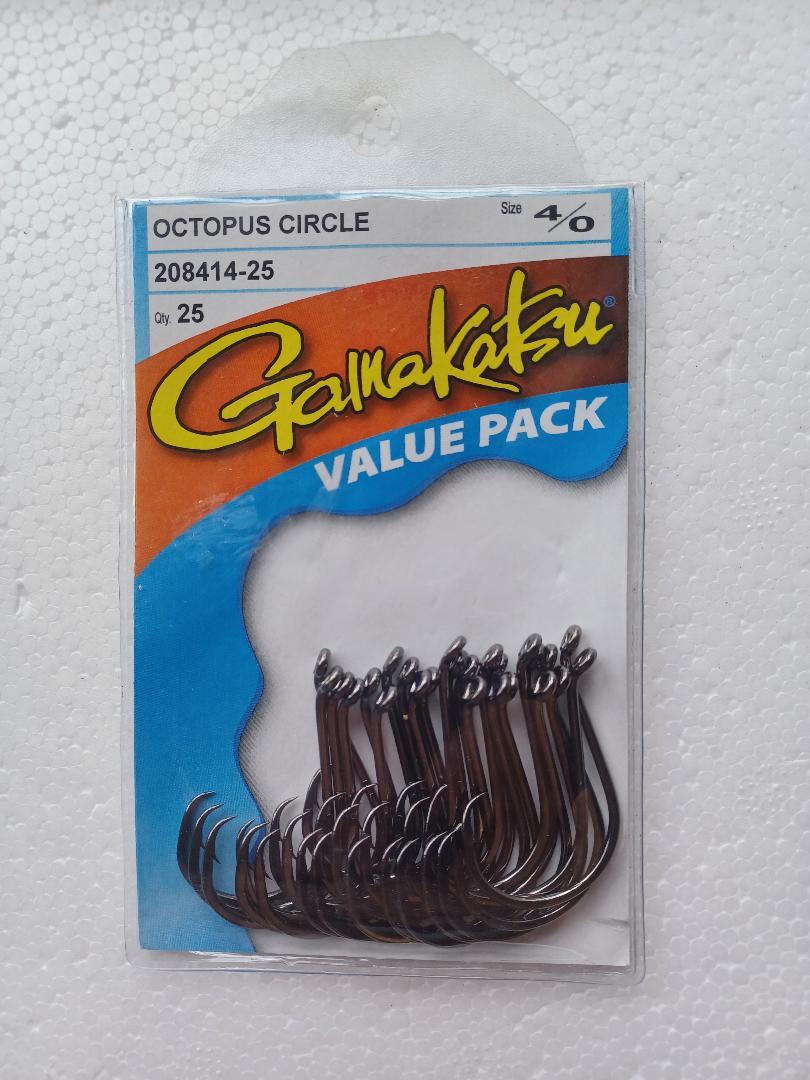 OCTOPUS CIRCLE
Size 4/0
208414-25
Qty. 25
Gamakatsu®
VALUE PACK